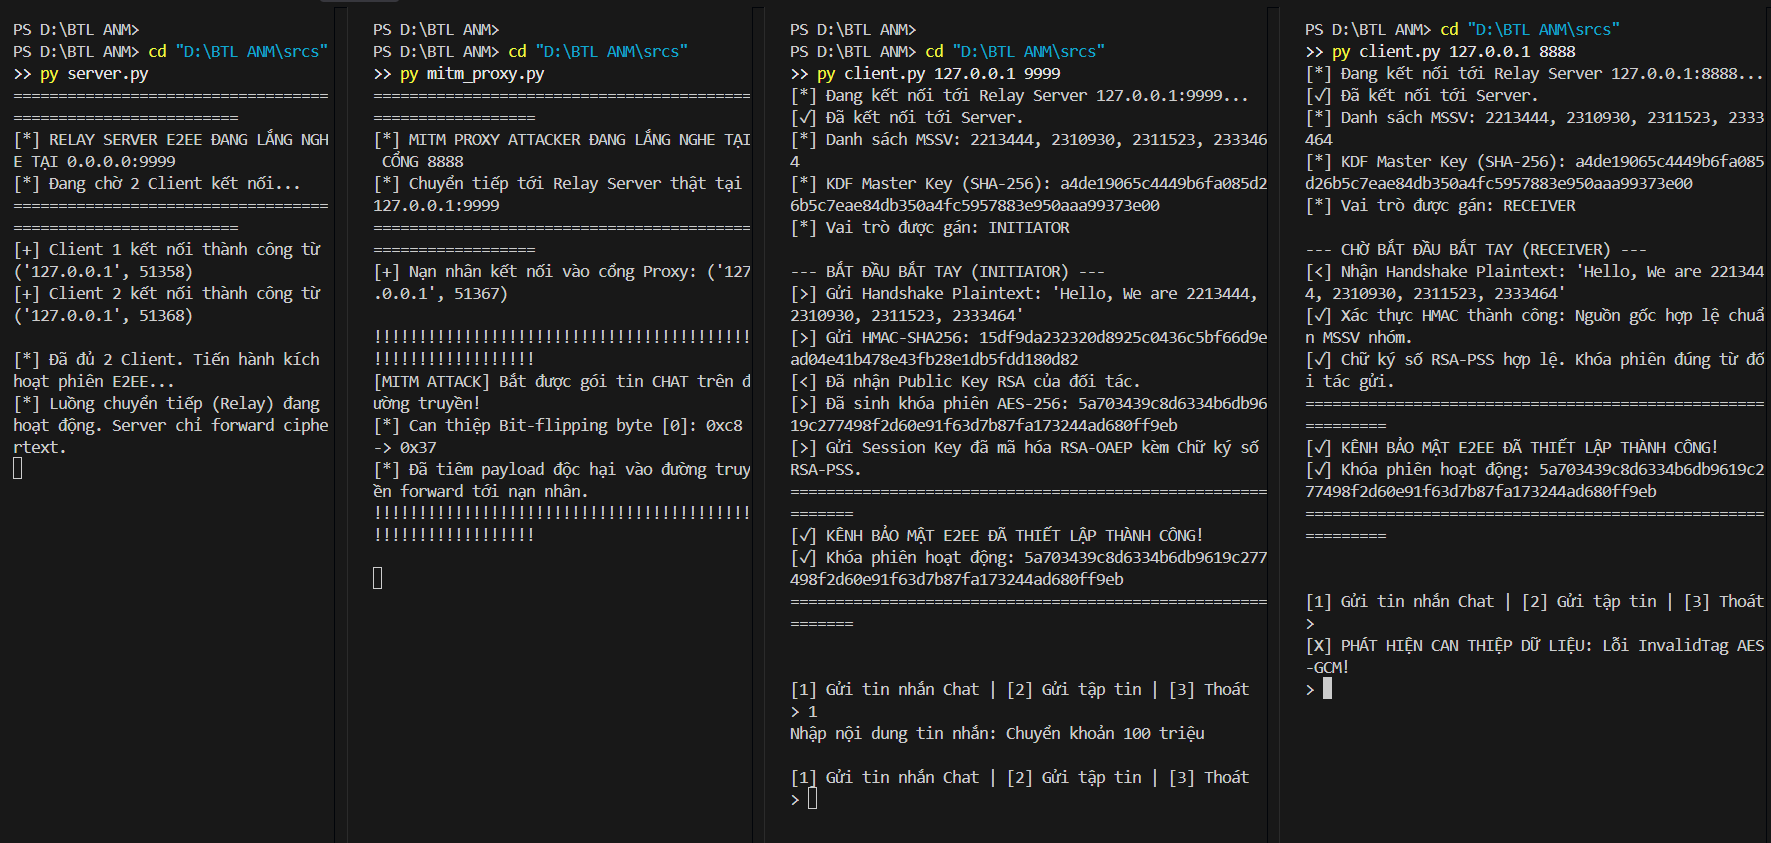 PS D:\BTL ANM>
PS D:\BTL ANM> cd "D:\BTL ANM\srcs"
>> py server.py
===================================
=========================
[*] RELAY SERVER E2EE ĐANG LẮNG NGH
E TẠI 0.0.0.0:9999
[*] Đang chờ 2 Client kết nối...
===================================
=========================
[+] Client 1 kết nối thành công từ
('127.0.0.1', 51358)
[+] Client 2 kết nối thành công từ
('127.0.0.1', 51368)
[*] Đã đủ 2 Client. Tiến hành kích
hoạt phiên E2EE...
[*] Luồng chuyển tiếp (Relay) đang
hoạt động. Server chỉ forward ciphe
rtext.
PS D:\BTL ANM>
PS D:\BTL ANM> cd "D:\BTL ANM\srcs"
>> py mitm_proxy.py
==========================================
==================
[*] MITM PROXY ATTACKER ĐANG LẮNG NGHE TẠI
CỔNG 8888
[*] Chuyển tiếp tới Relay Server thật tại
127.0.0.1:9999
==========================================
==================
[+] Nạn nhân kết nối vào cổng Proxy: ('127
.0.0.1', 51367)
!!!!!!!!!!!!!!!!!!!!!!!!!!!!!!!!!!!!!!!!!!
!!!!!!!!!!!!!!!!!!
[MITM ATTACK] Bắt được gói tin CHAT trên đ
ường truyền!
[*] Can thiệp Bit-flipping byte [0]: 0xc8
-> 0x37
[*] Đã tiêm payload độc hại vào đường truy
ền forward tới nạn nhân.
!!!!!!!!!!!!!!!!!!!!!!!!!!!!!!!!!!!!!!!!!!
!!!!!!!!!!!!!!!!!!
PS D:\BTL ANM>
PS D:\BTL ANM> cd "D:\BTL ANM\srcs"
>> py client.py 127.0.0.1 9999
[*] Đang kết nối tới Relay Server 127.0.0.1:9999...
[√] Đã kết nối tới Server.
[*] Danh sách MSSV: 2213444, 2310930, 2311523, 233346
4
[*] KDF Master Key (SHA-256): a4de19065c4449b6fa085d2
6b5c7eae84db350a4fc5957883e950aaa99373e00
[*] Vai trò được gán: INITIATOR
--- BẮT ĐẦU BẮT TAY (INITIATOR) ---
[>] Gửi Handshake Plaintext: 'Hello, We are 2213444,
2310930, 2311523, 2333464'
[>] Gửi HMAC-SHA256: 15df9da232320d8925c0436c5bf66d9e
ad04e41b478e43fb28e1db5fdd180d82
[<] Đã nhận Public Key RSA của đối tác.
[>] Đã sinh khóa phiên AES-256: 5a703439c8d6334b6db96
19c277498f2d60e91f63d7b87fa173244ad680ff9eb
[>] Gửi Session Key đã mã hóa RSA-OAEP kèm Chữ ký số
RSA-PSS.
=====================================================
=======
[√] KÊNH BẢO MẬT E2EE ĐÃ THIẾT LẬP THÀNH CÔNG!
[√] Khóa phiên hoạt động: 5a703439c8d6334b6db9619c277
498f2d60e91f63d7b87fa173244ad680ff9eb
=====================================================
=======
[1] Gửi tin nhắn Chat | [2] Gửi tập tin | [3] Thoát
> 1
Nhập nội dung tin nhắn: Chuyển khoản 100 triệu
[1] Gửi tin nhắn Chat | [2] Gửi tập tin | [3] Thoát
>
PS D:\BTL ANM> cd "D:\BTL ANM\srcs"
>> py client.py 127.0.0.1 8888
[*] Đang kết nối tới Relay Server 127.0.0.1:8888...
[√] Đã kết nối tới Server.
[*] Danh sách MSSV: 2213444, 2310930, 2311523, 2333
464
[*] KDF Master Key (SHA-256): a4de19065c4449b6fa085
d26b5c7eae84db350a4fc5957883e950aaa99373e00
[*] Vai trò được gán: RECEIVER
--- CHỜ BẮT ĐẦU BẮT TAY (RECEIVER) ---
[<] Nhận Handshake Plaintext: 'Hello, We are 221344
4, 2310930, 2311523, 2333464'
[√] Xác thực HMAC thành công: Nguồn gốc hợp lệ chuẩ
n MSSV nhóm.
[√] Chữ ký số RSA-PSS hợp lệ. Khóa phiên đúng từ đố
i tác gửi.
===================================================
=========
[√] KÊNH BẢO MẬT E2EE ĐÃ THIẾT LẬP THÀNH CÔNG!
[√] Khóa phiên hoạt động: 5a703439c8d6334b6db9619c2
77498f2d60e91f63d7b87fa173244ad680ff9eb
===================================================
=========
[1] Gửi tin nhắn Chat | [2] Gửi tập tin | [3] Thoát
>
[X] PHÁT HIỆN CAN THIỆP DỮ LIỆU: Lỗi InvalidTag AES
-GCM!
>